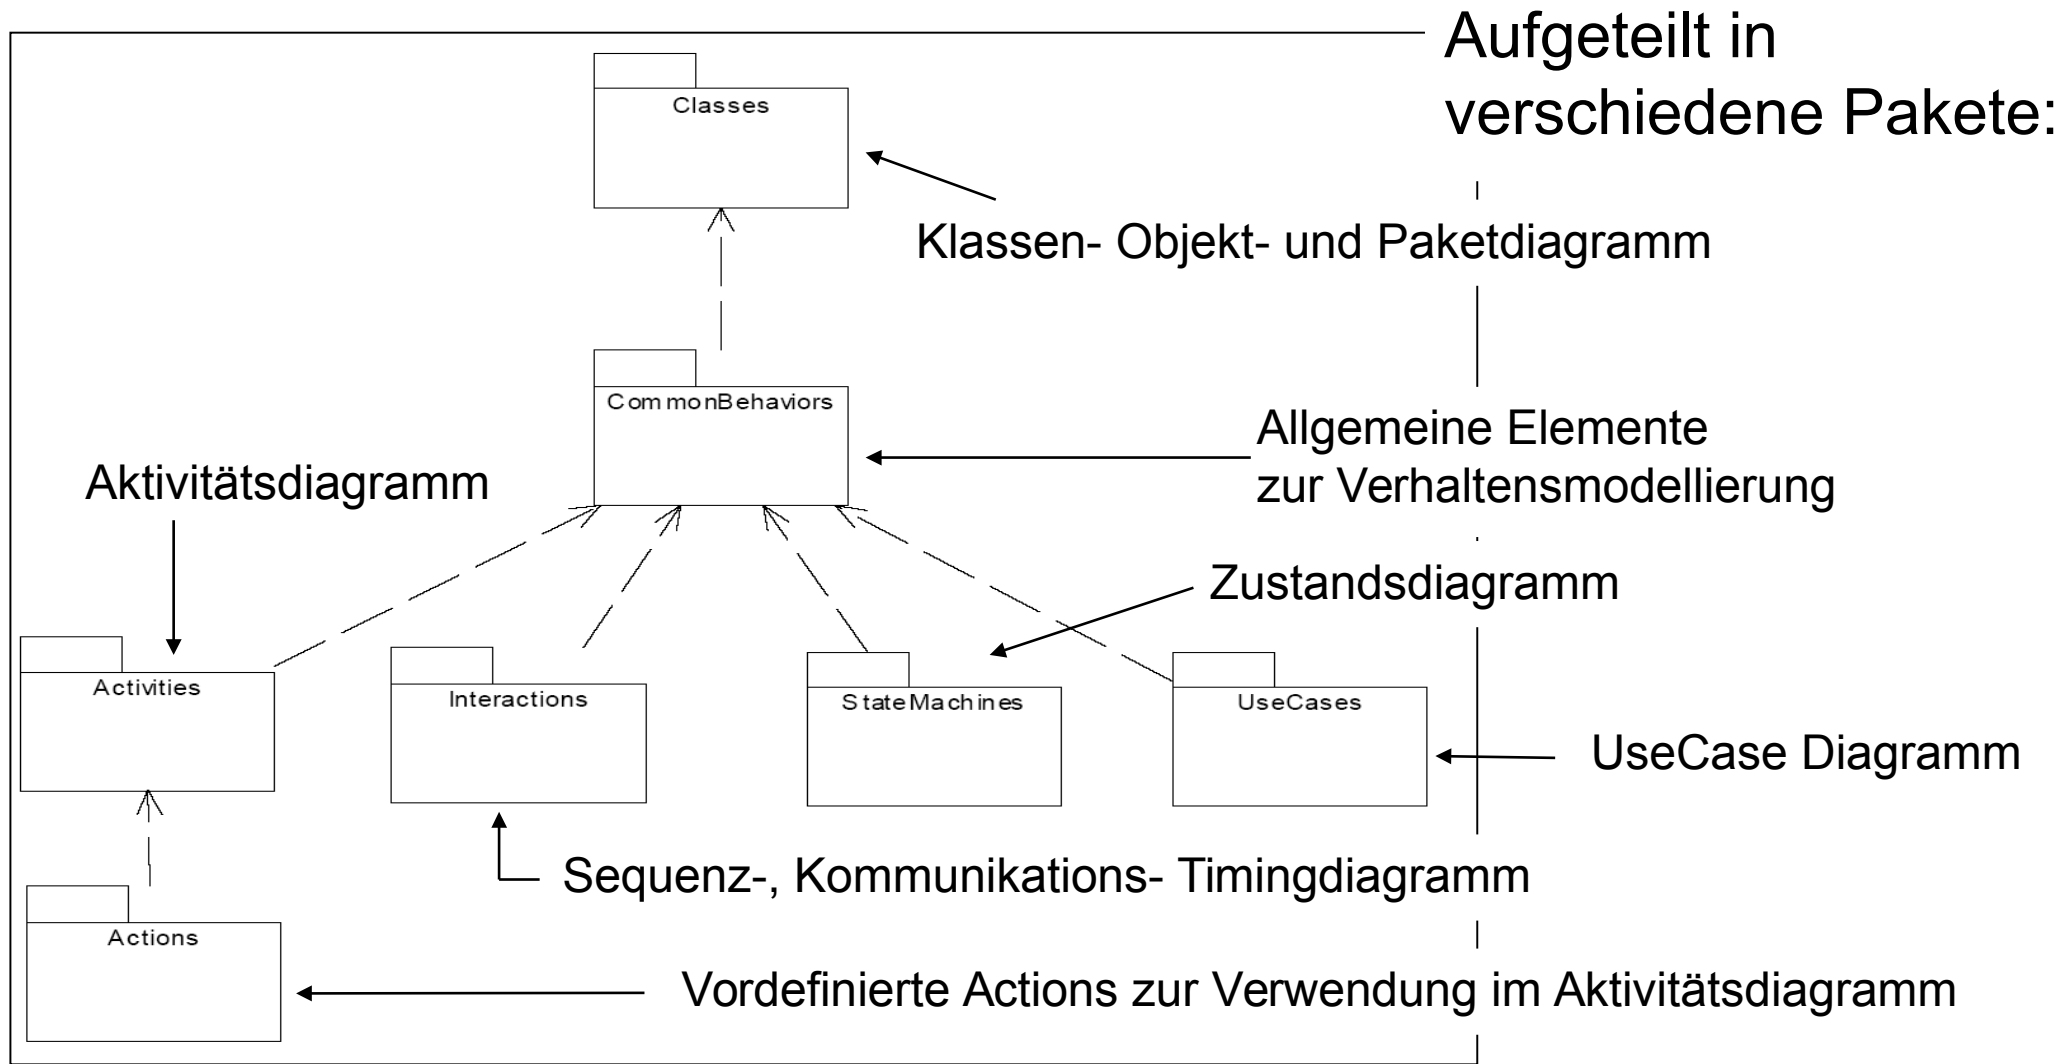 Aufgeteilt in
verschiedene Pakete:
Classes
Klassen- Objekt- und Paketdiagramm
CommonBehaviors
Allgemeine Elemente
zur Verhaltensmodellierung
Aktivitätsdiagramm
Zustandsdiagramm
Activities
Interactions
StateMachines
UseCases
UseCase Diagramm
Sequenz-, Kommunikations- Timingdiagramm
Actions
Vordefinierte Actions zur Verwendung im Aktivitätsdiagramm